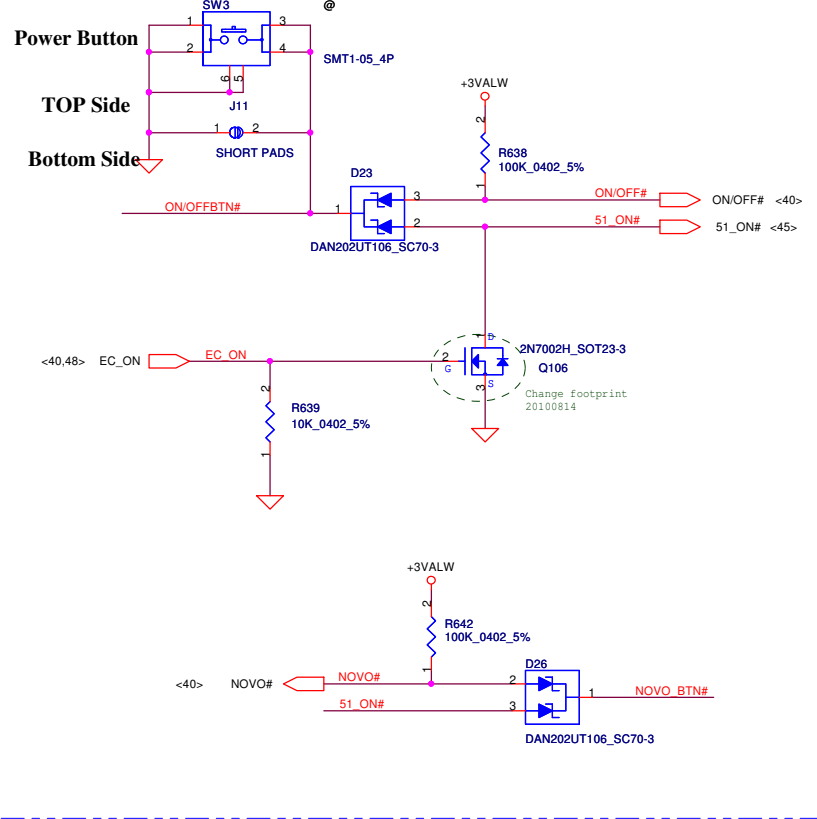 SW3
@
1
3
Power Button
2
4
SMT1-05_4P
6
5
+3VALW
TOP Side
J11
2
1
2
R638
Bottom Side
SHORT PADS
100K_0402_5%
1
D23
ON/OFFBTN#
1
3
ON/OFF#
ON/OFF# <40>
2
51_ON#
51_ON# <45>
DAN202UT106_SC70-3
1
D
2N7002H_SOT23-3
<40,48> EC_ON
EC_ON
2
G
Q106
3
S
2
Change footprint
20100814
R639
10K_0402_5%
1
+3VALW
2
R642
100K_0402_5%
1
D26
<40> NOVO#
NOVO#
2
1
NOVO_BTN#
51_ON#
3
DAN202UT106_SC70-3